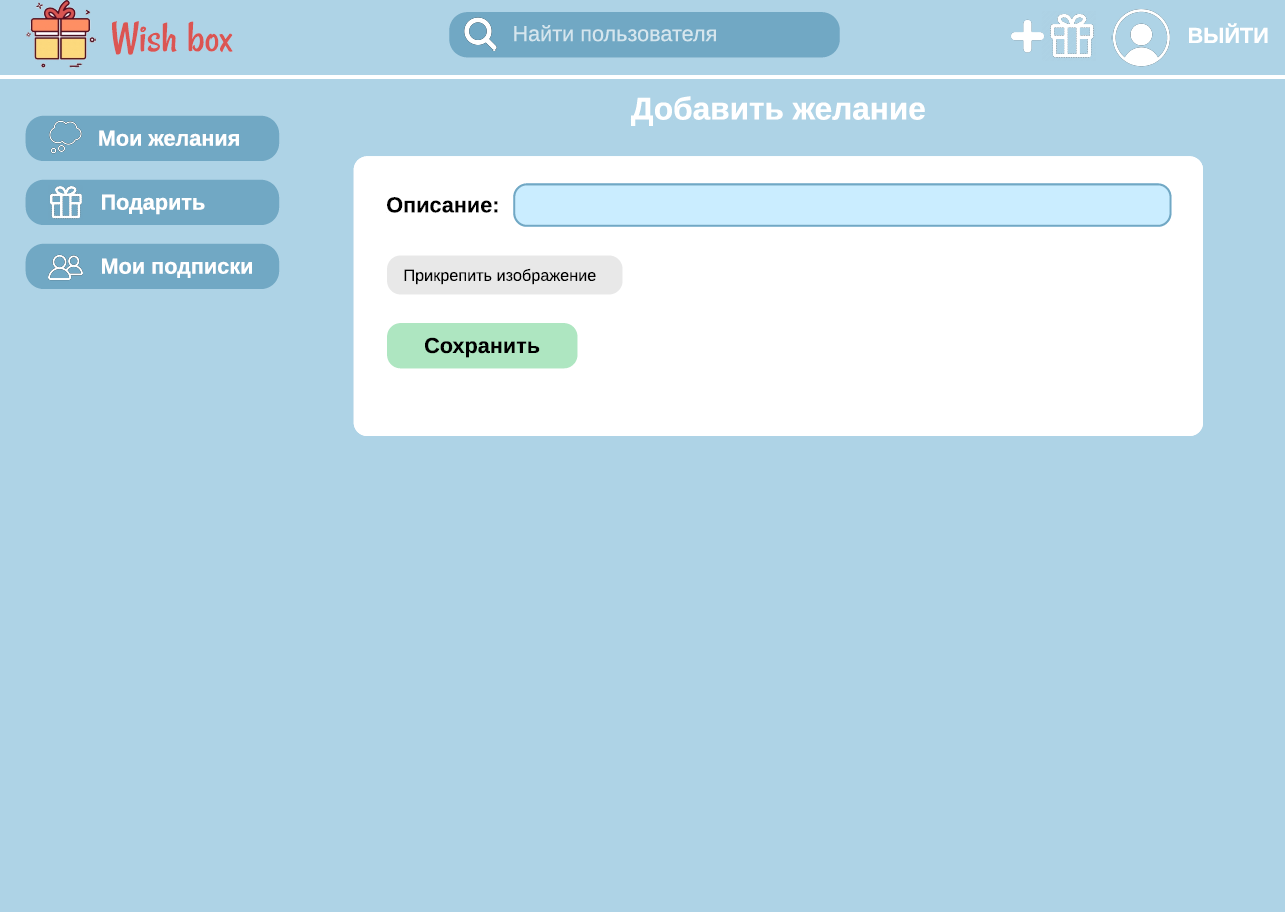 Wish box
Найти пользователя
ВЫЙТИ
Добавить желание
Мои желания
Подарить
Мои подписки
Описание:
Прикрепить изображение
Сохранить